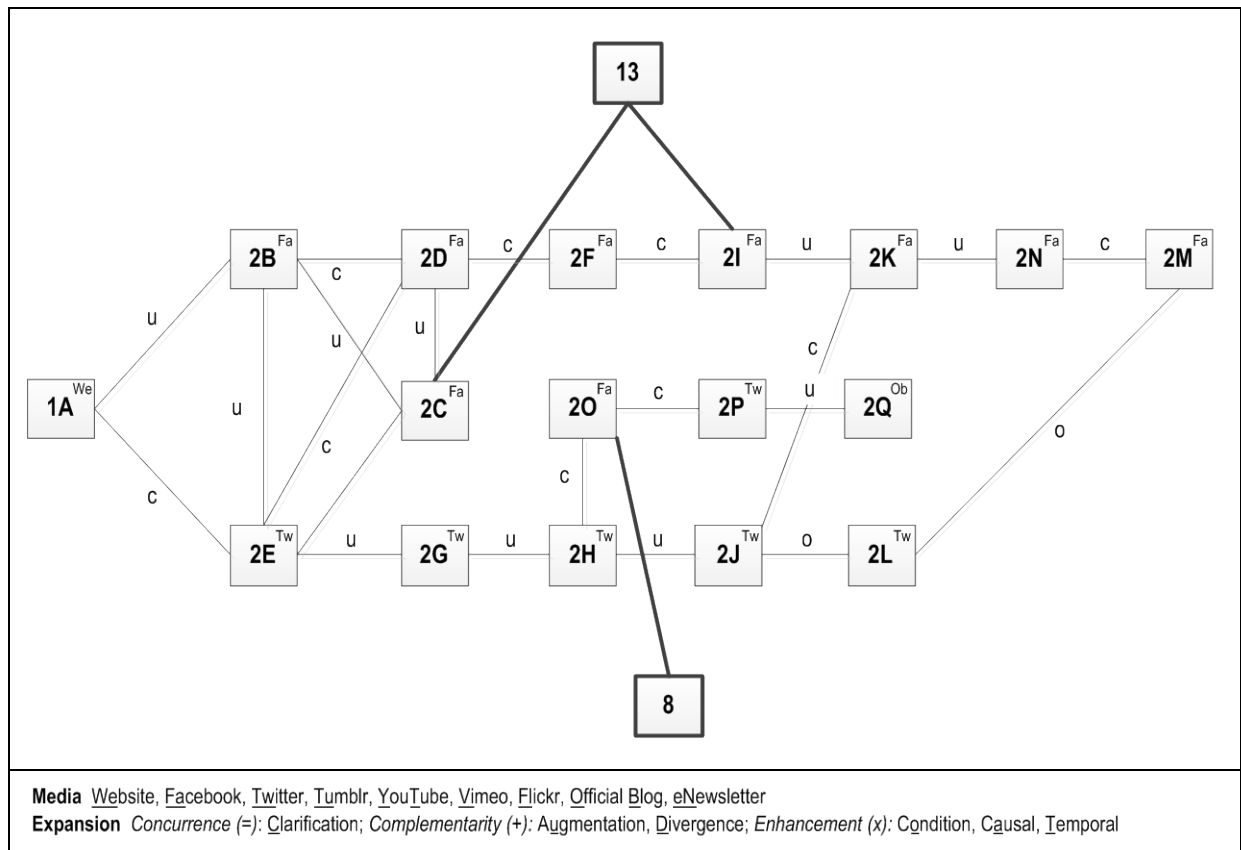 13
2B Fa
c
2D Fa
c
2F Fa
c
2I Fa
u
2K Fa
u
2N Fa
c
2M Fa
u
u
u
c
1A We
u
2C Fa
2O Fa
c
2P Tw
u
2Q Ob
o
c
c
c
2E Tw
u
2G Tw
u
2H Tw
u
2J Tw
o
2L Tw
8
Media Website, Facebook, Twitter, Tumblr, YouTube, Vimeo, Flickr, Official Blog, eNewsletter
Expansion Concurrence (=): Clarification; Complementarity (+): Augmentation, Divergence; Enhancement (x): Condition, Causal, Temporal